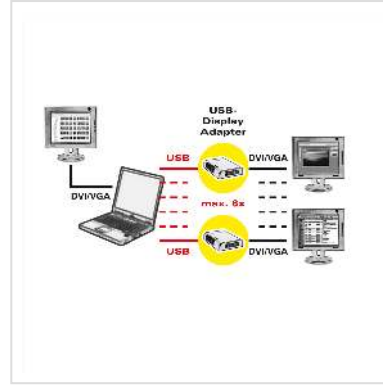 USB-
Display
Adapter
USB
DVI/VGA
DVI/VGA
max. 6x
USB
DVI/VGA